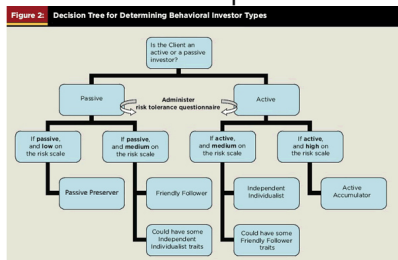 Figure 2: Decision Tree for Determining Behavioral Investor Types
Is the Client an
active or a passive
investor?
Passive
Administer
risk tolerance questionnaire
Active
If passive,
and low on
the risk scale
If passive,
and medium on
the risk scale
If active,
and medium on
the risk scale
If active,
and high on
the risk scale
Passive Preserver
Friendly Follower
Independent
Individualist
Active
Accumulator
Could have some
Independent
Individualist traits
Could have some
Friendly Follower
traits